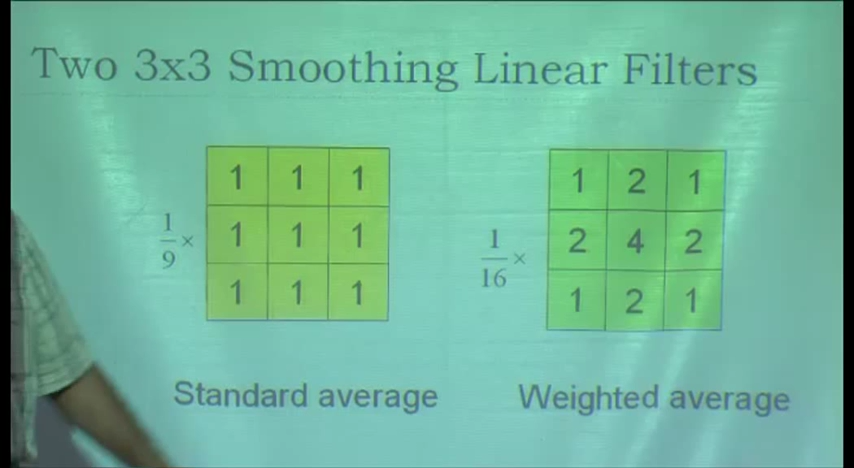 Two 3x3 Smoothing Linear Filters
1 1 1
1/9 × 1 1 1
1 1 1
Standard average
1 2 1
1/16 × 2 4 2
1 2 1
Weighted average